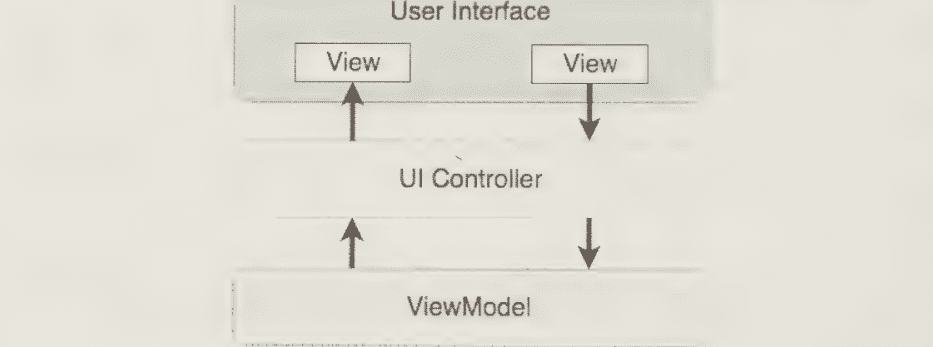 User Interface
View View
UI Controller
ViewModel